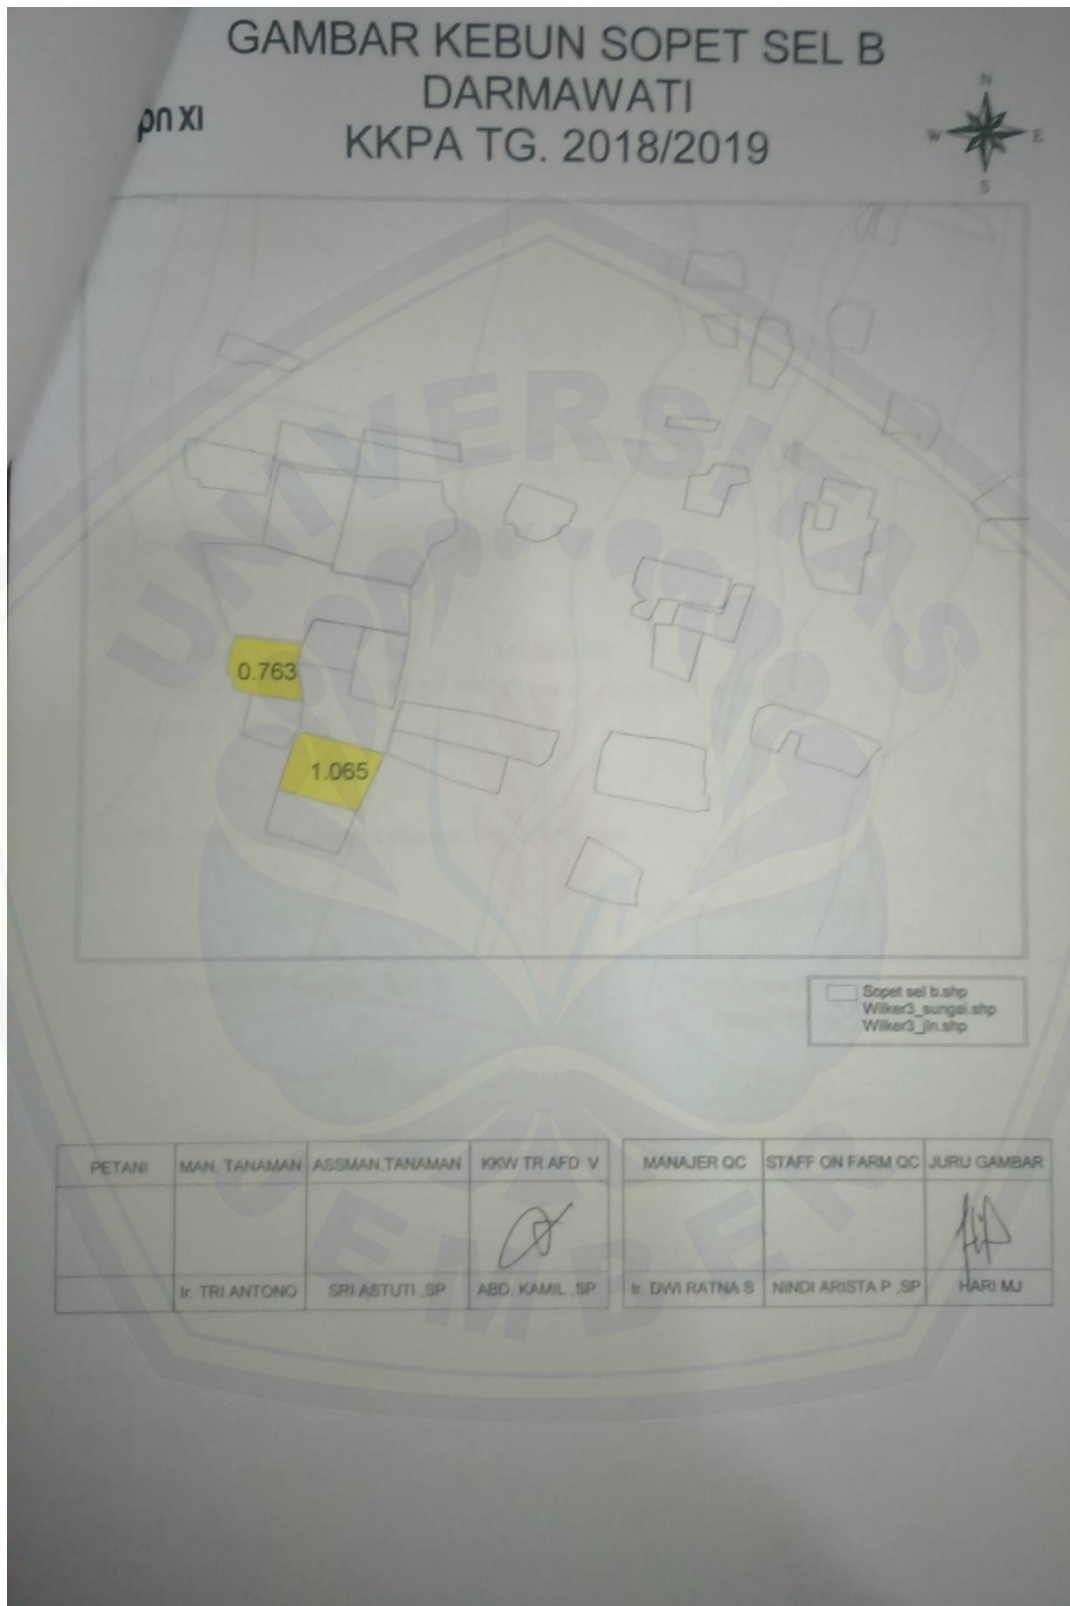 GAMBAR KEBUN SOPET SEL B
DARMAWATI
KKPA TG. 2018/2019
XI
N
W E
S
UNIVERSITAS
0.763
1.065
Sopet sel b.shp
Wilker3_sungai.shp
Wilker3_jln.shp
PETANI MAN. TANAMAN ASSMAN.TANAMAN KKW TR AFD V MANAJER QC STAFF ON FARM QC JURU GAMBAR
Ir. TRI ANTONO SRI ASTUTI ,SP ABD. KAMIL ,SP Ir. DWI RATNA S NINDI ARISTA P ,SP HARI MJ
JEMBER